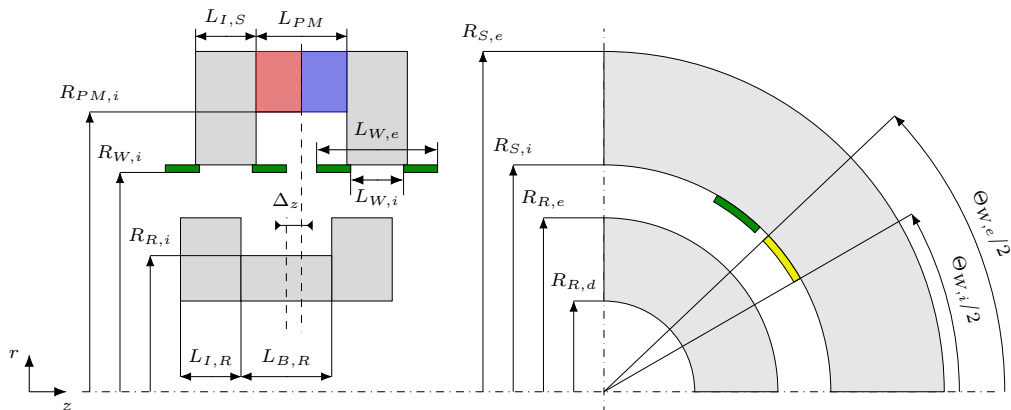 L_{I,S}
L_{PM}
R_{PM,i}
R_{W,i}
L_{W,e}
L_{W,i}
Δ_z
R_{R,i}
L_{I,R}
L_{B,R}
r
z
R_{S,e}
R_{S,i}
R_{R,e}
R_{R,d}
Θ_{W,e}/2
Θ_{W,i}/2